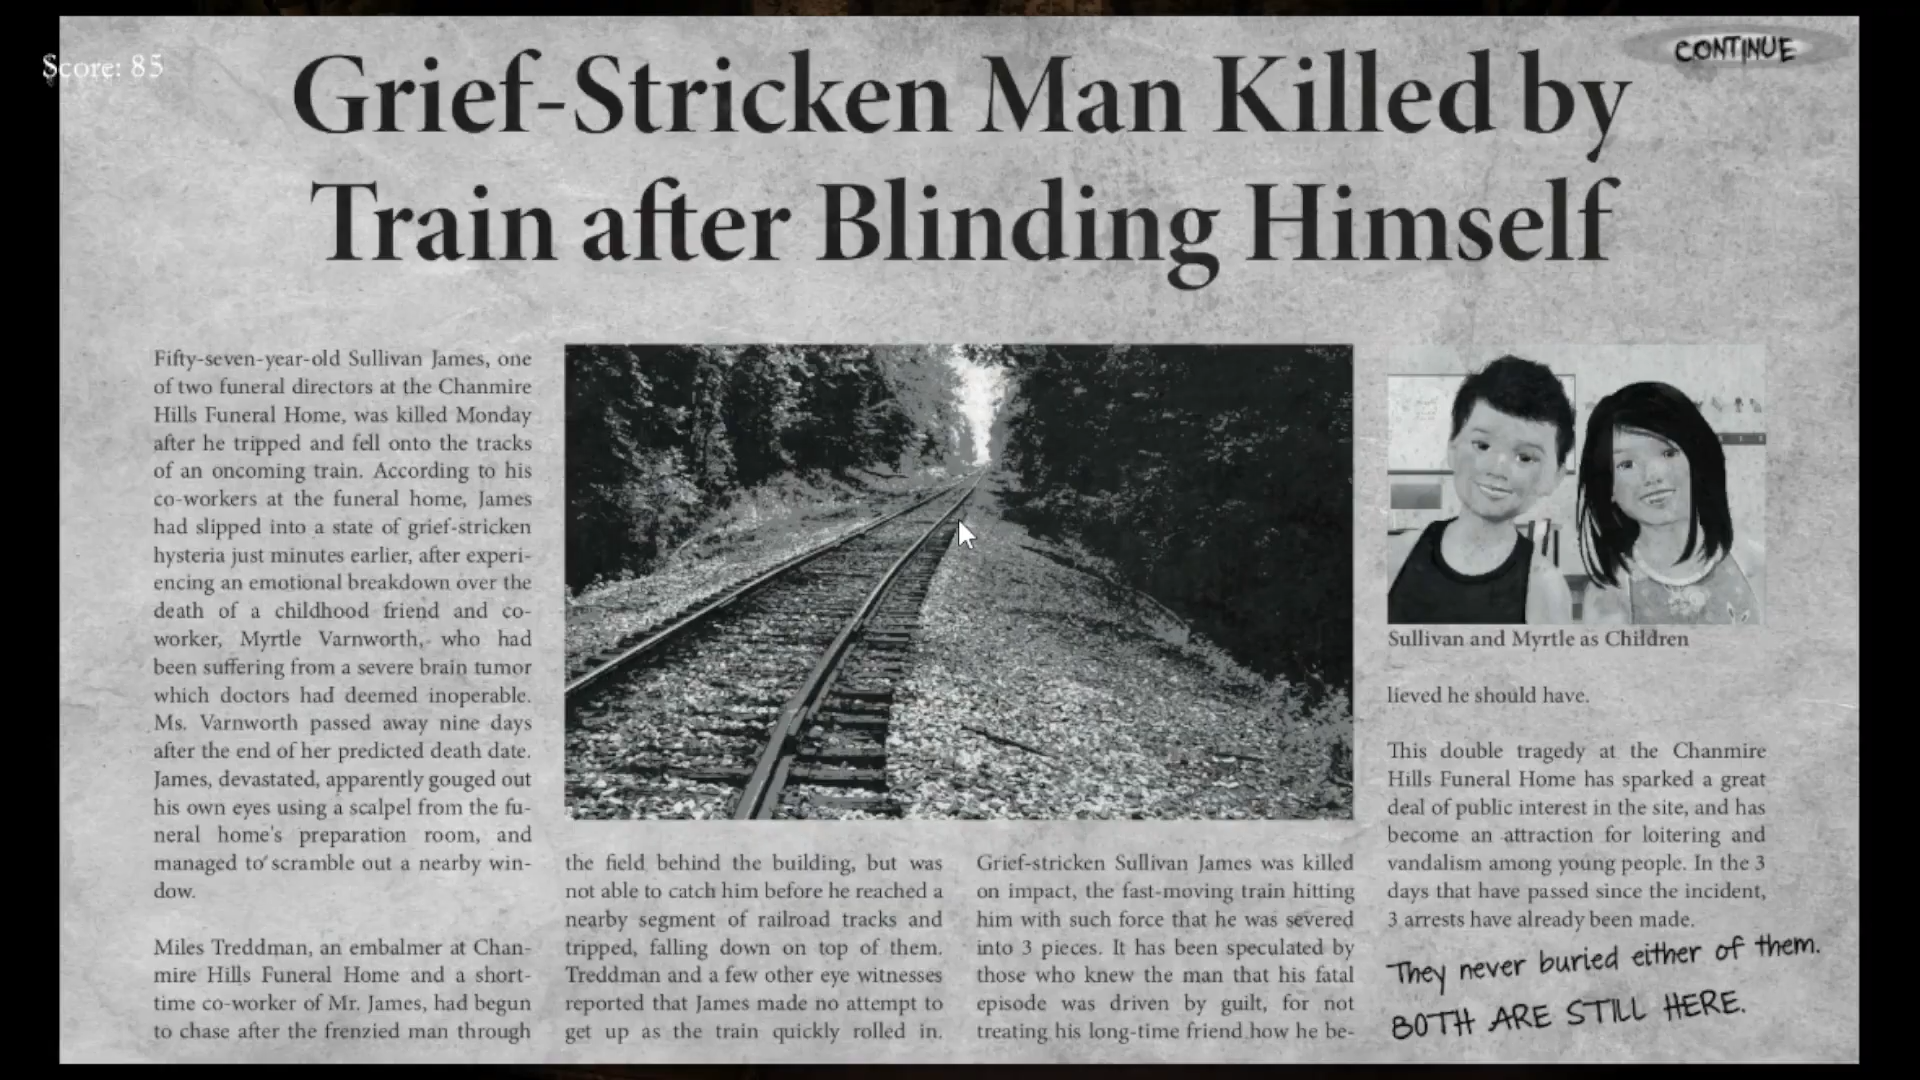 Score: 85
CONTINUE
Grief-Stricken Man Killed by
Train after Blinding Himself
Fifty-seven-year-old Sullivan James, one
of two funeral directors at the Chanmire
Hills Funeral Home, was killed Monday
after he tripped and fell onto the tracks
of an oncoming train. According to his
co-workers at the funeral home, James
had slipped into a state of grief-stricken
hysteria just minutes earlier, after experi-
encing an emotional breakdown over the
death of a childhood friend and co-
worker, Myrtle Varnworth, who had
been suffering from a severe brain tumor
which doctors had deemed inoperable.
Ms. Varnworth passed away nine days
after the end of her predicted death date.
James, devastated, apparently gouged out
his own eyes using a scalpel from the fu-
neral home's preparation room, and
managed to scramble out a nearby win-
dow.
Miles Treddman, an embalmer at Chan-
mire Hills Funeral Home and a short-
time co-worker of Mr. James, had begun
to chase after the frenzied man through
the field behind the building, but was
not able to catch him before he reached a
nearby segment of railroad tracks and
tripped, falling down on top of them.
Treddman and a few other eye witnesses
reported that James made no attempt to
get up as the train quickly rolled in.
Grief-stricken Sullivan James was killed
on impact, the fast-moving train hitting
him with such force that he was severed
into 3 pieces. It has been speculated by
those who knew the man that his fatal
episode was driven by guilt, for not
treating his long-time friend how he be-
Sullivan and Myrtle as Children
lieved he should have.
This double tragedy at the Chanmire
Hills Funeral Home has sparked a great
deal of public interest in the site, and has
become an attraction for loitering and
vandalism among young people. In the 3
days that have passed since the incident,
3 arrests have already been made.
They never buried either of them.
BOTH ARE STILL HERE.